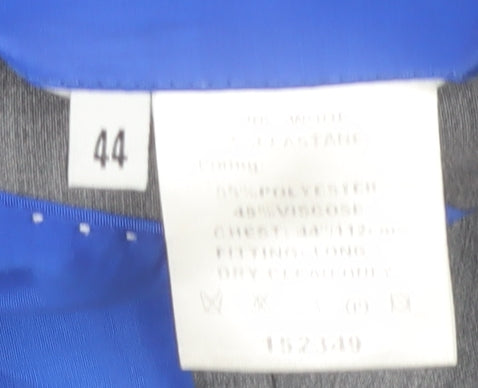 44
ELASTANE
Lining:
55%POLYESTER
45%VISCOSE
CHEST: 44"(112cm)
FITTING: LONG
DRY CLEAN ONLY
152349